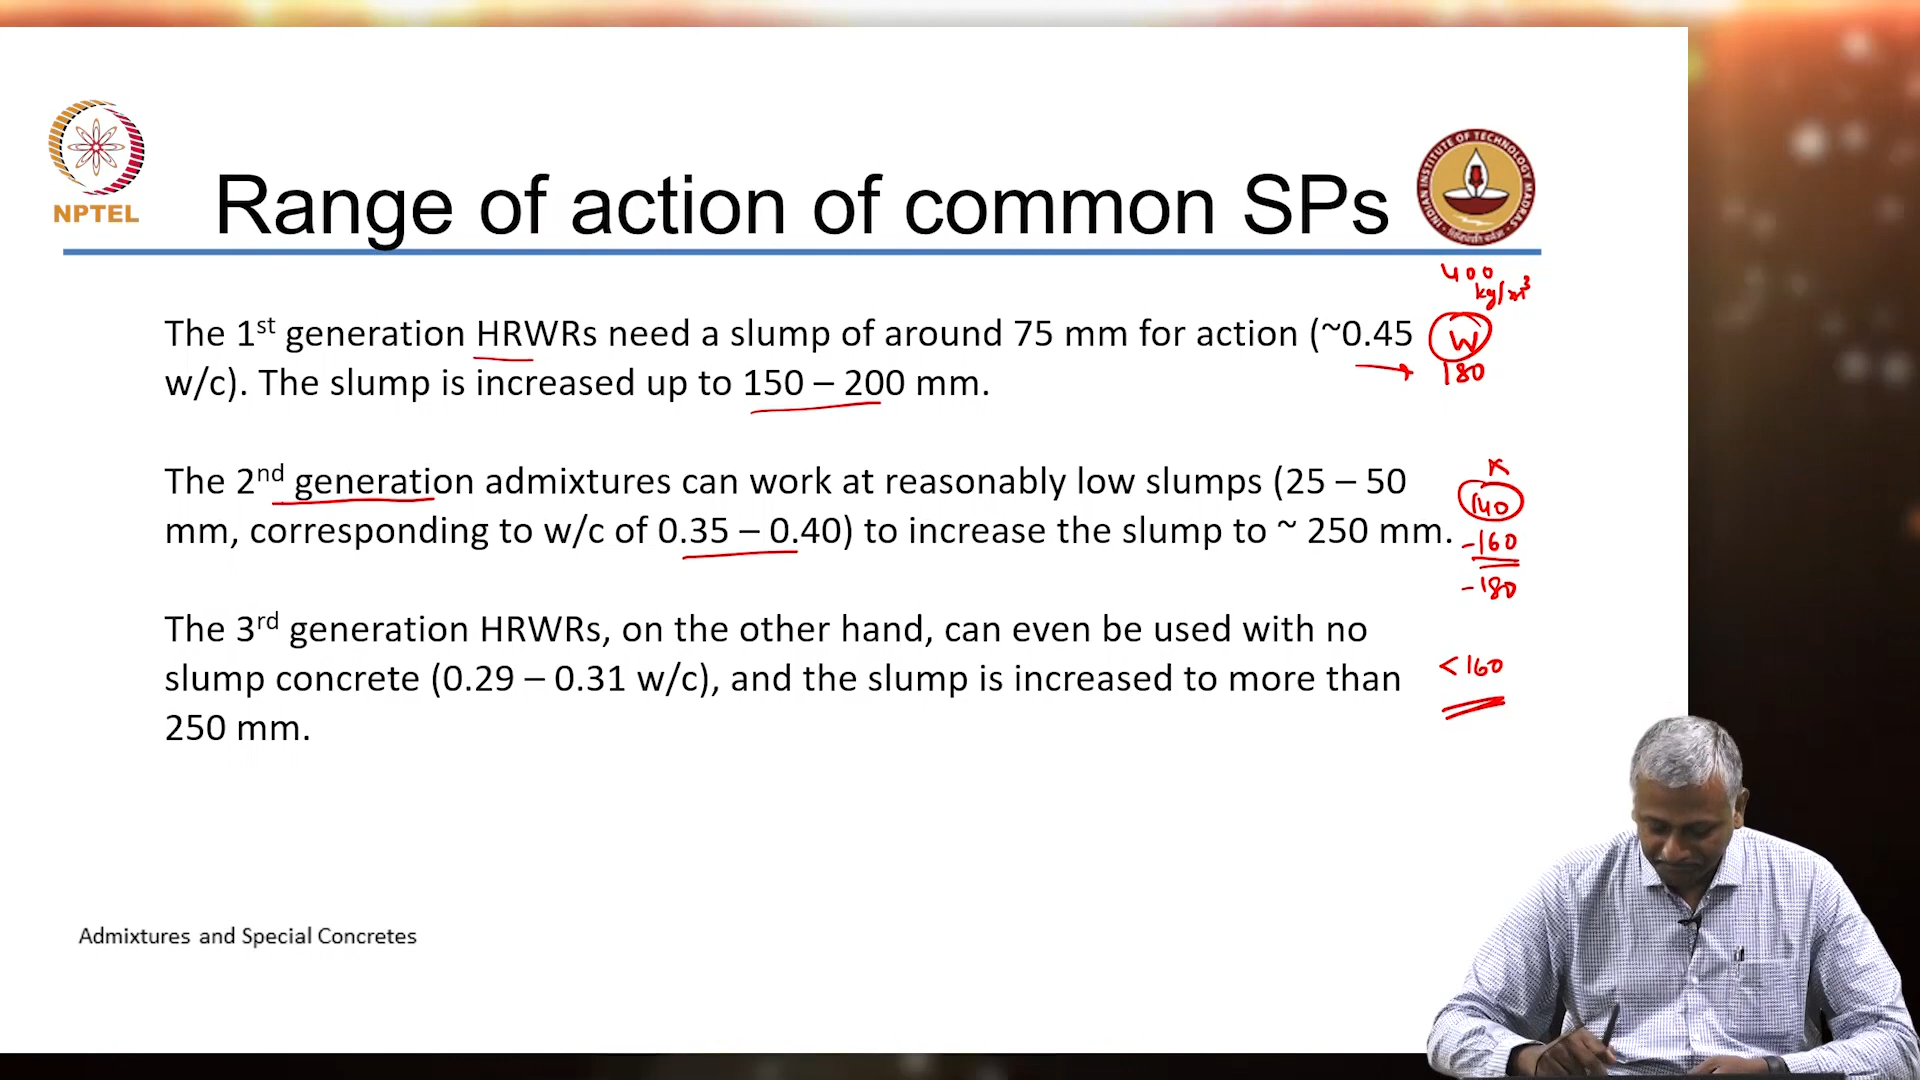 NPTEL
INDIAN INSTITUTE OF TECHNOLOGY MADRAS
Range of action of common SPs
400
kg/m³
The 1st generation HRWRs need a slump of around 75 mm for action (~0.45
w/c). The slump is increased up to 150 – 200 mm.
W
180
The 2nd generation admixtures can work at reasonably low slumps (25 – 50
mm, corresponding to w/c of 0.35 – 0.40) to increase the slump to ~ 250 mm.
140
-160
-180
The 3rd generation HRWRs, on the other hand, can even be used with no
slump concrete (0.29 – 0.31 w/c), and the slump is increased to more than
250 mm.
<160
Admixtures and Special Concretes